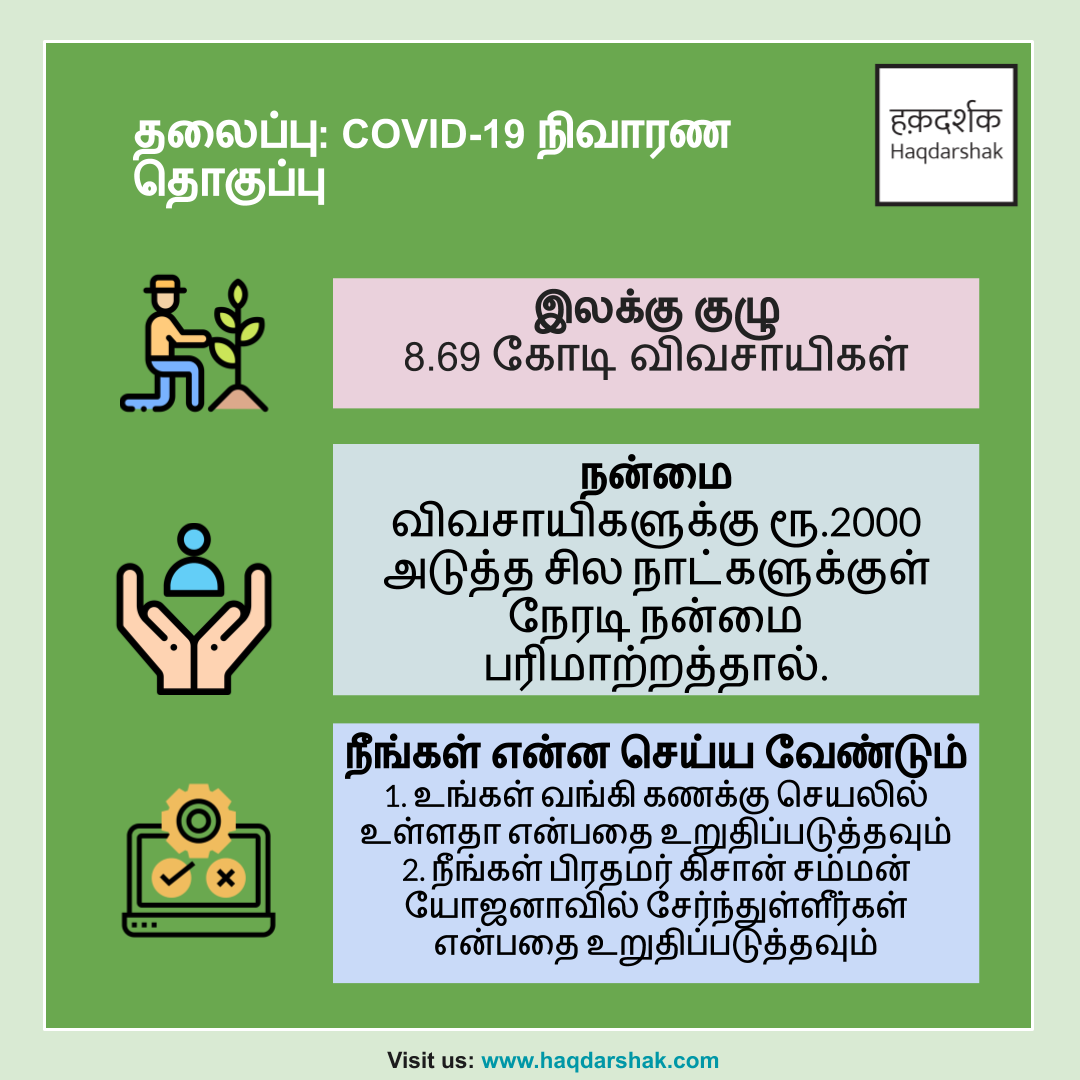 தலைப்பு: COVID-19 நிவாரண
தொகுப்பு
हक़दर्शक
Haqdarshak
இலக்கு குழு
8.69 கோடி விவசாயிகள்
நன்மை
விவசாயிகளுக்கு ரூ.2000
அடுத்த சில நாட்களுக்குள்
நேரடி நன்மை
பரிமாற்றத்தால்.
நீங்கள் என்ன செய்ய வேண்டும்
1. உங்கள் வங்கி கணக்கு செயலில்
உள்ளதா என்பதை உறுதிப்படுத்தவும்
2. நீங்கள் பிரதமர் கிசான் சம்மன்
யோஜனாவில் சேர்ந்துள்ளீர்கள்
என்பதை உறுதிப்படுத்தவும்
Visit us: www.haqdarshak.com